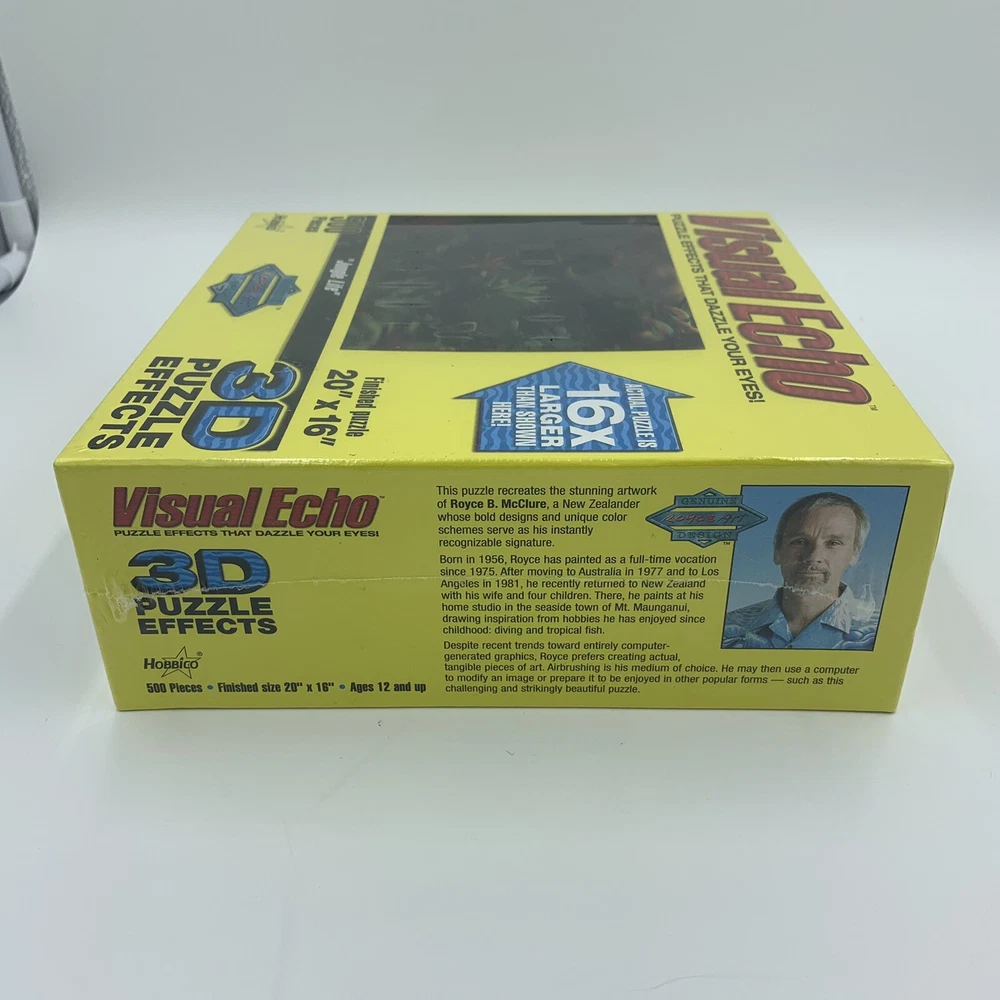 Visual Echo™
PUZZLE EFFECTS THAT DAZZLE YOUR EYES!
ACTUAL PUZZLE IS
16X
LARGER
THAN SHOWN
HERE!
500
Pieces
"Jungle Life"
Finished puzzle
20" x 16"
3D
PUZZLE
EFFECTS
Visual Echo™
PUZZLE EFFECTS THAT DAZZLE YOUR EYES!
3D
PUZZLE
EFFECTS
HOBBICO®
500 Pieces • Finished size 20" x 16" • Ages 12 and up
This puzzle recreates the stunning artwork
of Royce B. McClure, a New Zealander
whose bold designs and unique color
schemes serve as his instantly
recognizable signature.
Born in 1956, Royce has painted as a full-time vocation
since 1975. After moving to Australia in 1977 and to Los
Angeles in 1981, he recently returned to New Zealand
with his wife and four children. There, he paints at his
home studio in the seaside town of Mt. Maunganui,
drawing inspiration from hobbies he has enjoyed since
childhood: diving and tropical fish.
Despite recent trends toward entirely computer-
generated graphics, Royce prefers creating actual,
tangible pieces of art. Airbrushing is his medium of choice. He may then use a computer
to modify an image or prepare it to be enjoyed in other popular forms — such as this
challenging and strikingly beautiful puzzle.
GENUINE
ROYCE ART
DESIGN
™